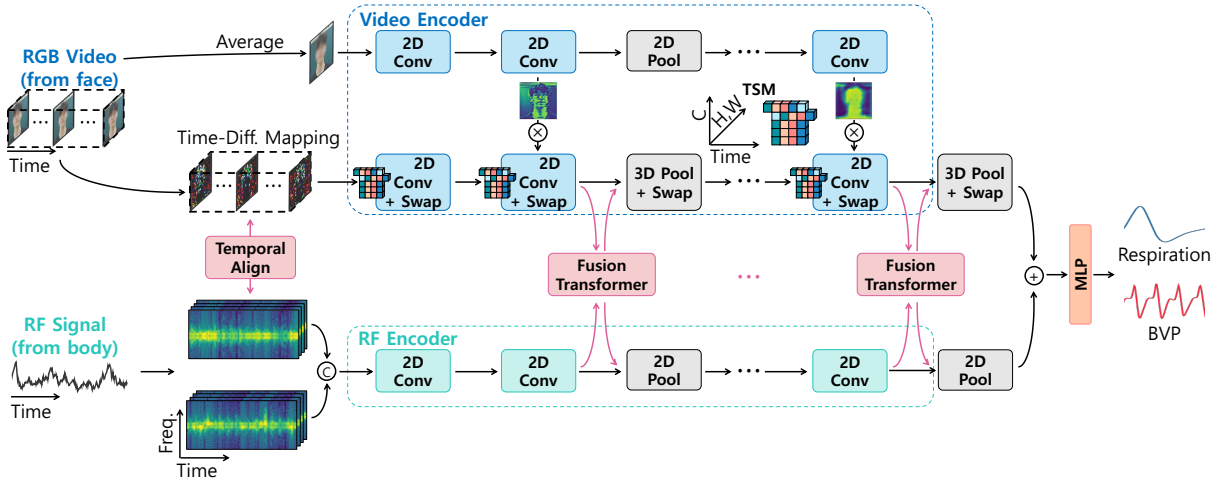 Video Encoder
RGB Video
(from face)
Average
2D
Conv
2D
Conv
2D
Pool
...
2D
Conv
Time
Time-Diff. Mapping
C
H,W
TSM
Time
2D
Conv
+ Swap
2D
Conv
+ Swap
3D Pool
+ Swap
...
2D
Conv
+ Swap
3D Pool
+ Swap
Temporal
Align
Fusion
Transformer
...
Fusion
Transformer
MLP
Respiration
BVP
RF Signal
(from body)
Time
Freq.
Time
C
RF Encoder
2D
Conv
2D
Conv
2D
Pool
...
2D
Conv
2D
Pool